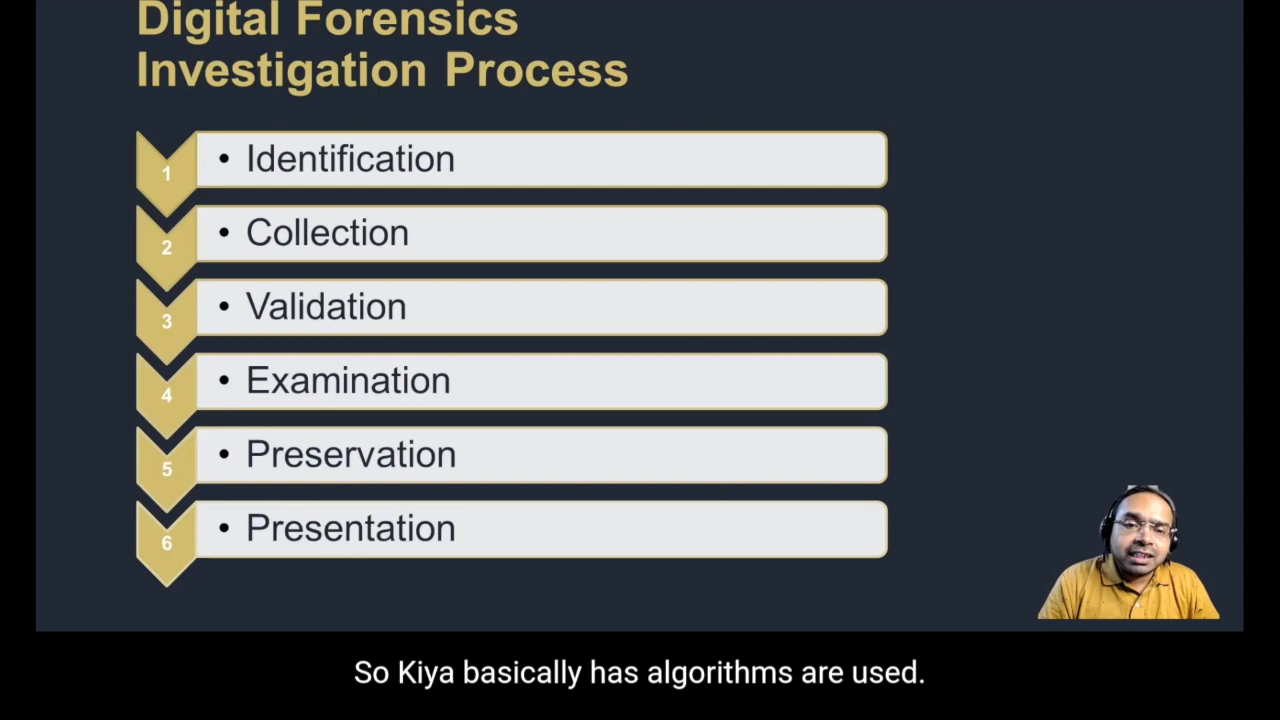 Digital Forensics
Investigation Process
1
• Identification
2
• Collection
3
• Validation
4
• Examination
5
• Preservation
6
• Presentation
So Kiya basically has algorithms are used.